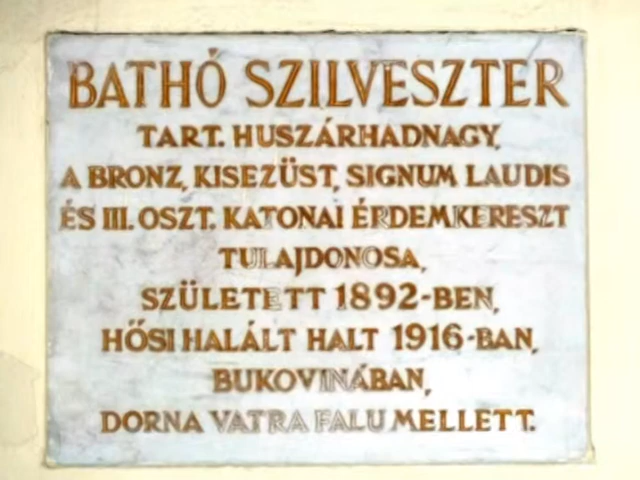 BATHÓ SZILVESZTER
TART. HUSZÁRHADNAGY,
A BRONZ, KISEZÜST, SIGNUM LAUDIS
ÉS III. OSZT. KATONAI ÉRDEMKERESZT
TULAJDONOSA,
SZÜLETETT 1892-BEN,
HŐSI HALÁLT HALT 1916-BAN,
BUKOVINÁBAN,
DORNA VATRA FALU MELLETT.